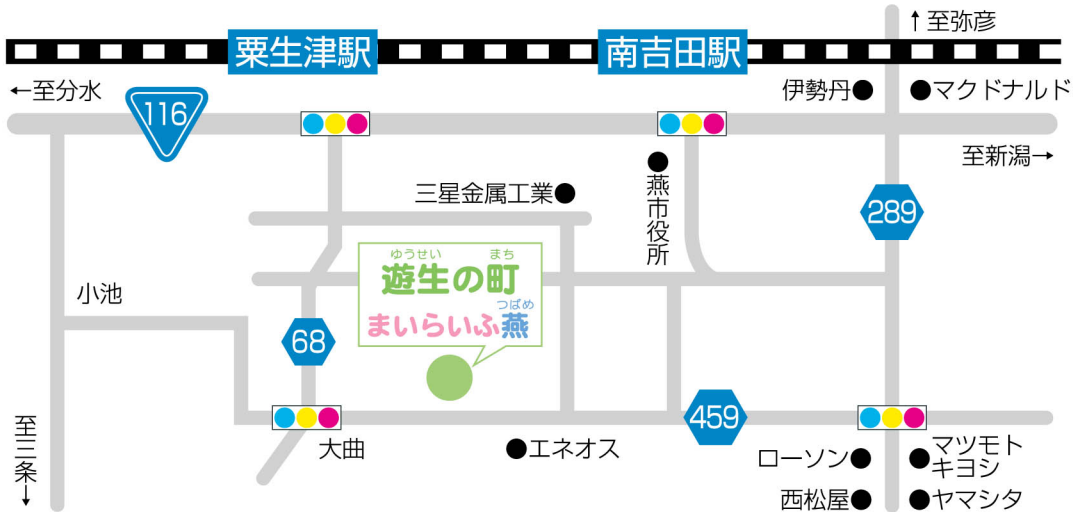 ↑至弥彦
粟生津駅
南吉田駅
伊勢丹
マクドナルド
←至分水
116
至新潟→
三星金属工業
燕市役所
289
ゆうせい まち
遊生の町
つばめ
まいらいふ燕
小池
68
459
大曲
エネオス
至三条↓
ローソン
マツモト
キヨシ
西松屋
ヤマシタ